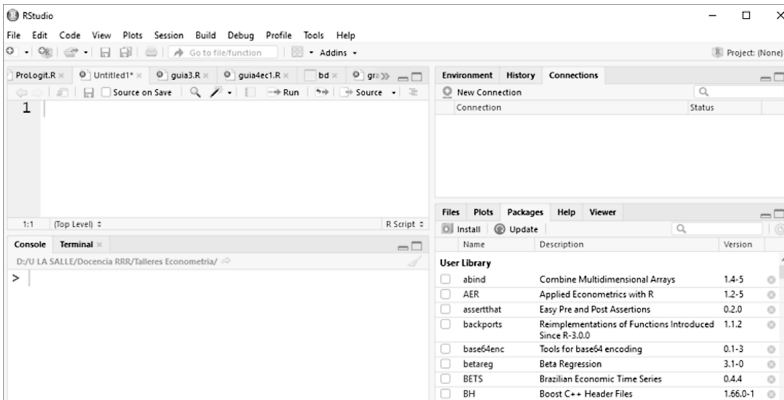 RStudio
File Edit Code View Plots Session Build Debug Profile Tools Help
Go to file/function Addins Project: (None)
ProLogit.R Untitled1* guia3.R guia4ec1.R bd
Source on Save Run Source
1
1:1 (Top Level) R Script
Console Terminal
D:/U LA SALLE/Docencia RRR/Talleres Econometria/
>
Environment History Connections
New Connection
Connection Status
Files Plots Packages Help Viewer
Install Update
Name Description Version
User Library
abind Combine Multidimensional Arrays 1.4-5
AER Applied Econometrics with R 1.2-5
assertthat Easy Pre and Post Assertions 0.2.0
backports Reimplementations of Functions Introduced 1.1.2
Since R-3.0.0
base64enc Tools for base64 encoding 0.1-3
betareg Beta Regression 3.1-0
BETS Brazilian Economic Time Series 0.4.4
BH Boost C++ Header Files 1.66.0-1